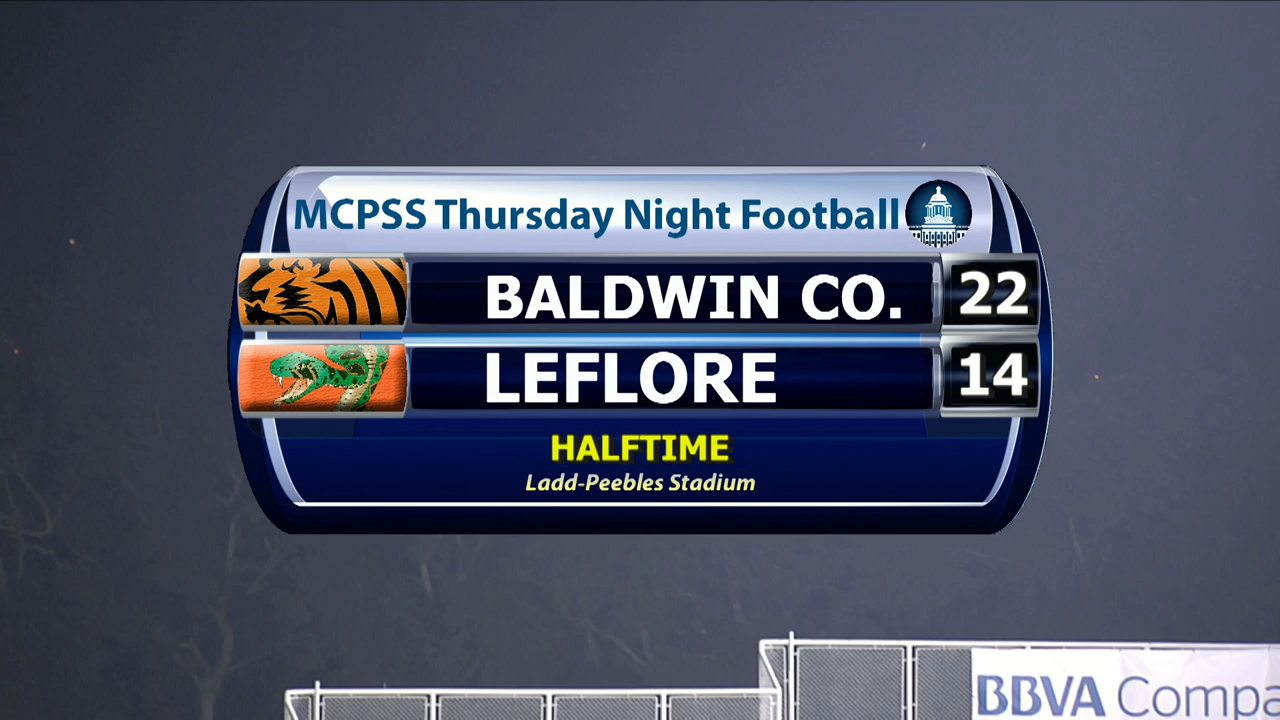 MCPSS Thursday Night Football
BALDWIN CO. 22
LEFLORE 14
HALFTIME
Ladd-Peebles Stadium
BBVA Compa